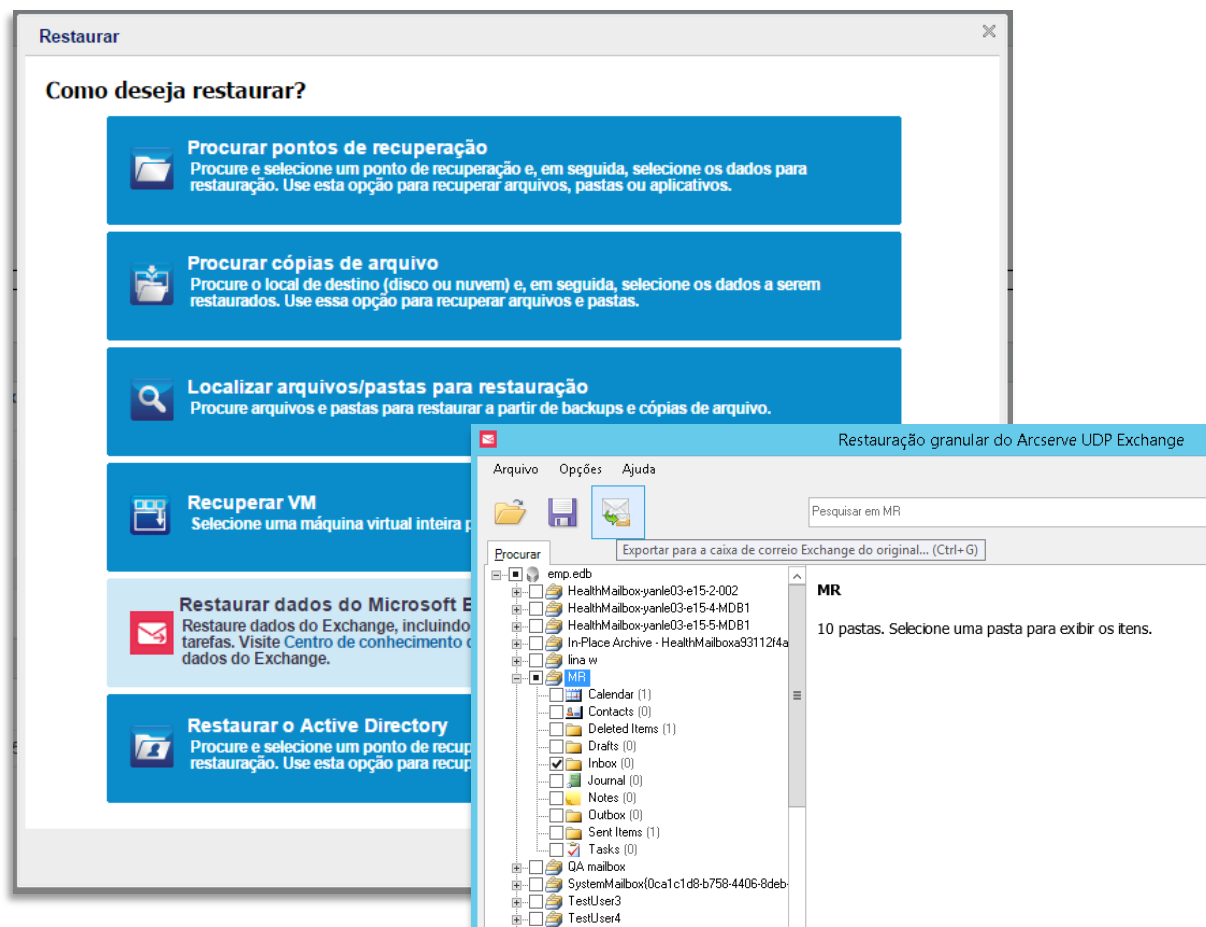 Restaurar
Como deseja restaurar?
Procurar pontos de recuperação
Procure e selecione um ponto de recuperação e, em seguida, selecione os dados para
restauração. Use esta opção para recuperar arquivos, pastas ou aplicativos.
Procurar cópias de arquivo
Procure o local de destino (disco ou nuvem) e, em seguida, selecione os dados a serem
restaurados. Use essa opção para recuperar arquivos e pastas.
Localizar arquivos/pastas para restauração
Procure arquivos e pastas para restaurar a partir de backups e cópias de arquivo.
Recuperar VM
Selecione uma máquina virtual inteira p
Restaurar dados do Microsoft E
Restaure dados do Exchange, incluindo
tarefas. Visite Centro de conhecimento
dados do Exchange.
Restaurar o Active Directory
Procure e selecione um ponto de recup
restauração. Use esta opção para recup
Restauração granular do Arcserve UDP Exchange
Arquivo Opções Ajuda
Pesquisar em MR
Exportar para a caixa de correio Exchange do original... (Ctrl+G)
Procurar
emp.edb
HealthMailbox-yanle03-e15-2-002
HealthMailbox-yanle03-e15-4-MDB1
HealthMailbox-yanle03-e15-5-MDB1
In-Place Archive - HealthMailboxa93112f4a
lina w
MR
Calendar (1)
Contacts (0)
Deleted Items (1)
Drafts (0)
Inbox (0)
Journal (0)
Notes (0)
Outbox (0)
Sent Items (1)
Tasks (0)
QA mailbox
SystemMailbox{0ca1c1d8-b758-4406-8deb-
TestUser3
TestUser4
MR
10 pastas. Selecione uma pasta para exibir os itens.